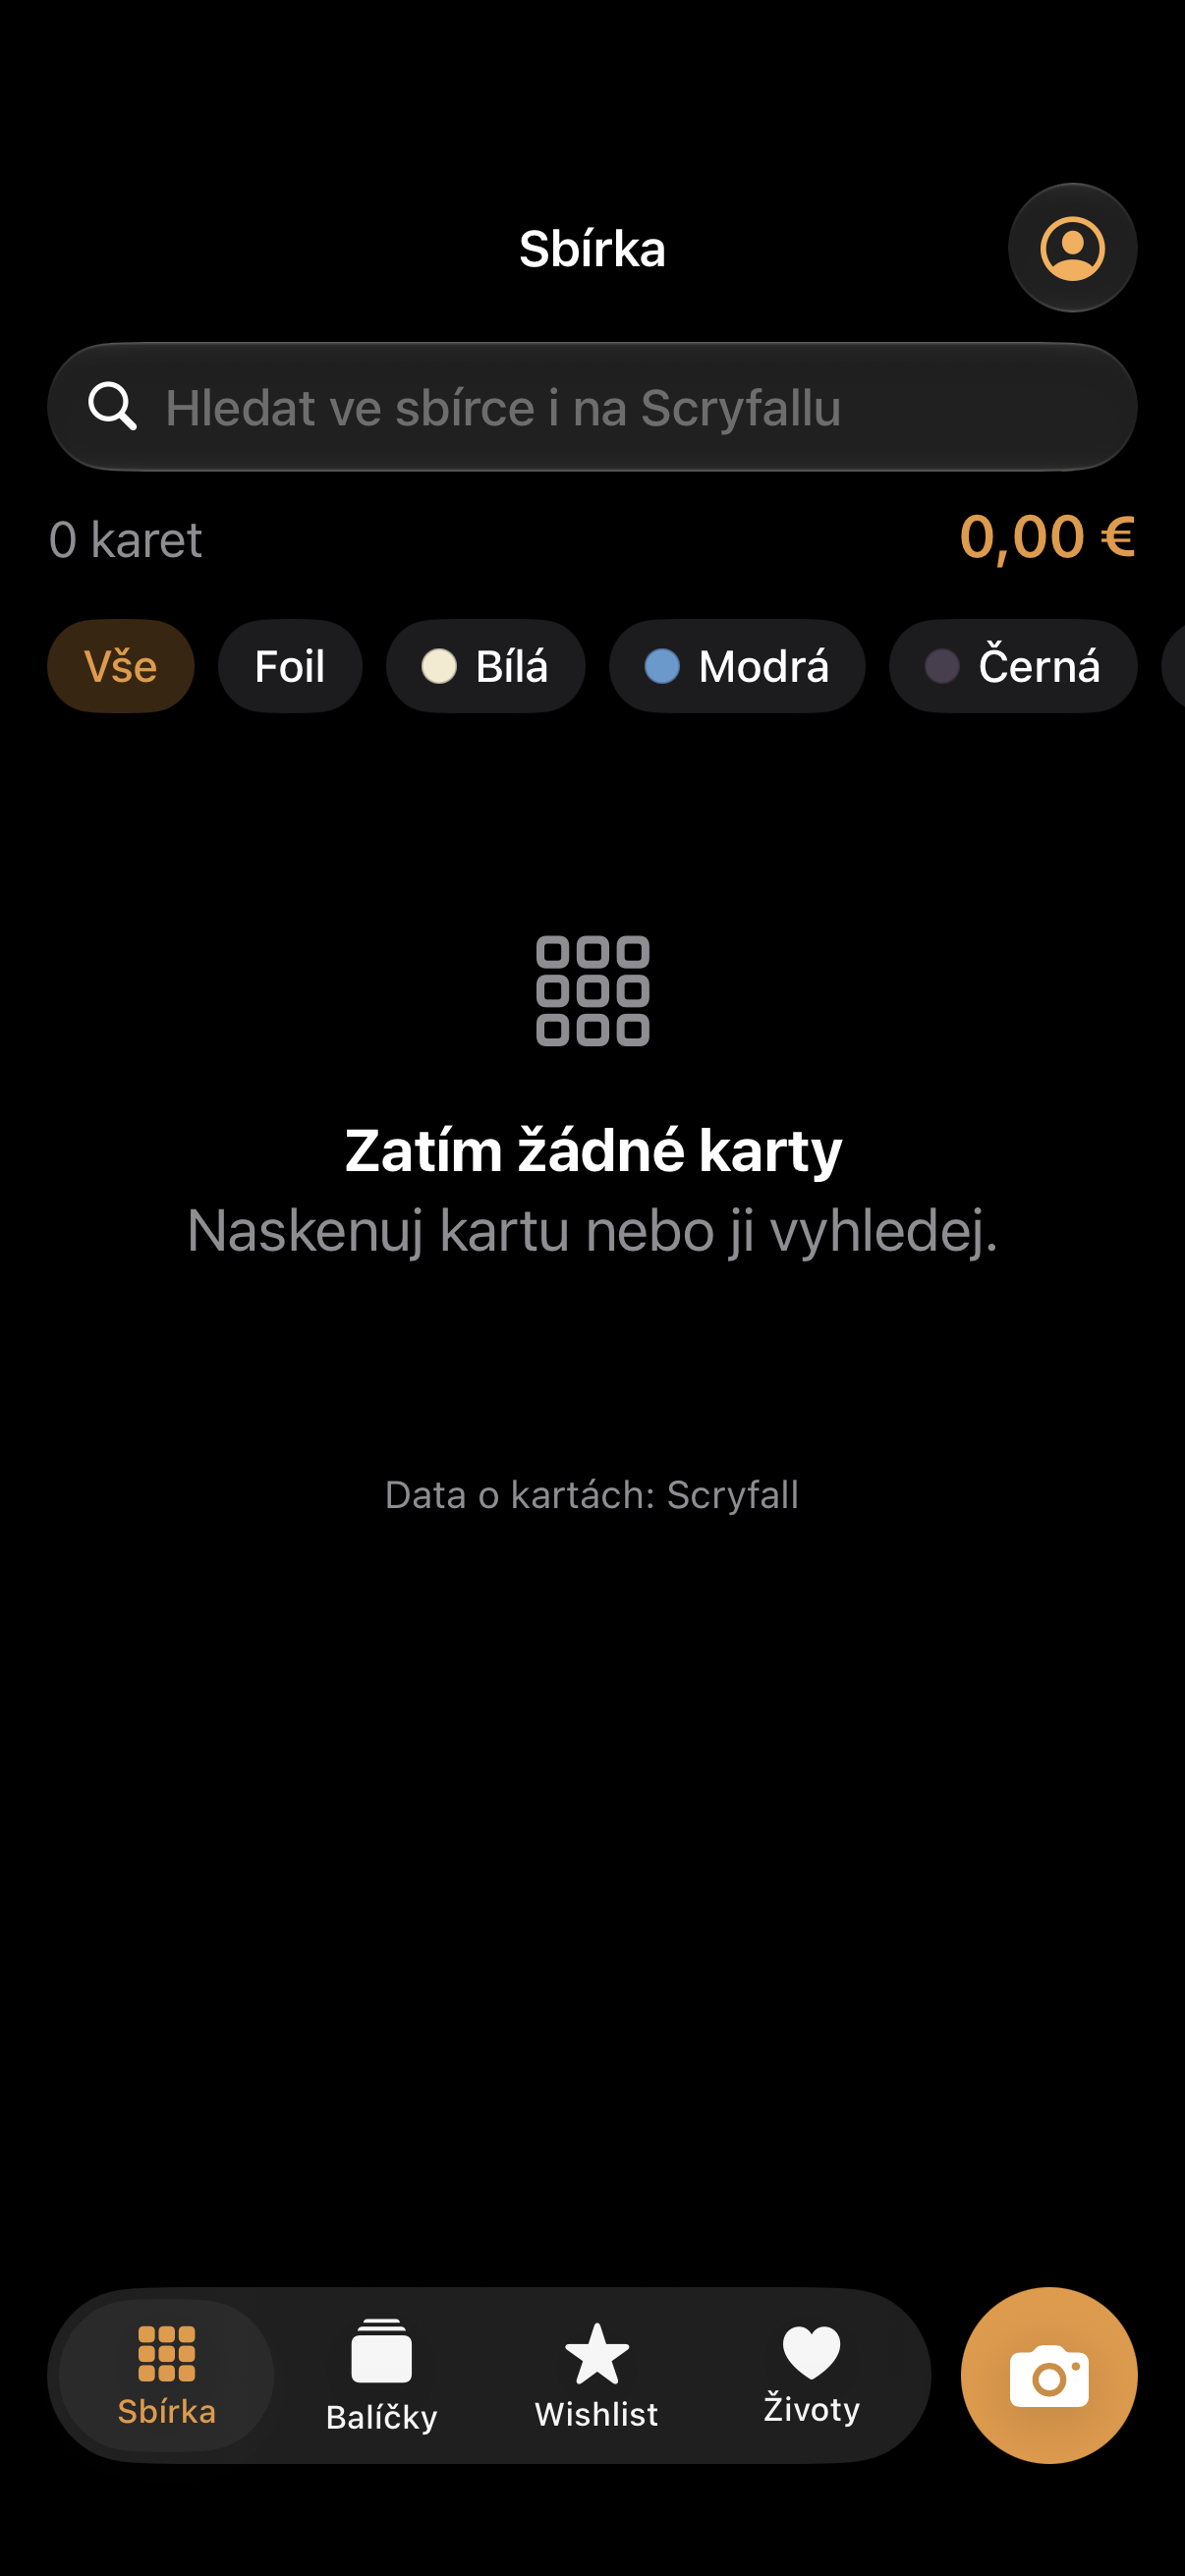 Sbírka
Hledat ve sbírce i na Scryfallu
0 karet
0,00 €
Vše
Foil
Bílá
Modrá
Černá
Zatím žádné karty
Naskenuj kartu nebo ji vyhledej.
Data o kartách: Scryfall
Sbírka
Balíčky
Wishlist
Životy